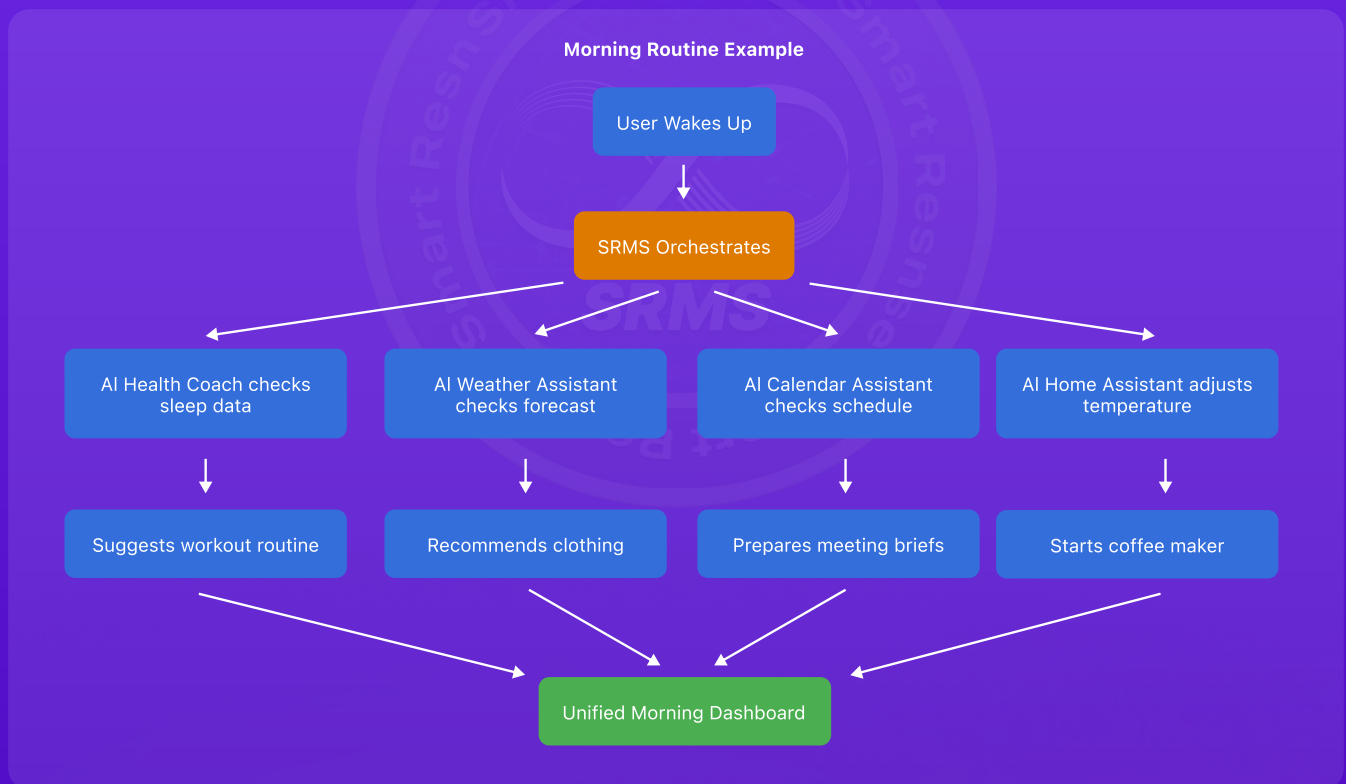 Morning Routine Example
User Wakes Up
SRMS Orchestrates
SRMS
AI Health Coach checks
sleep data
AI Weather Assistant
checks forecast
AI Calendar Assistant
checks schedule
AI Home Assistant adjusts
temperature
Suggests workout routine
Recommends clothing
Prepares meeting briefs
Starts coffee maker
Unified Morning Dashboard